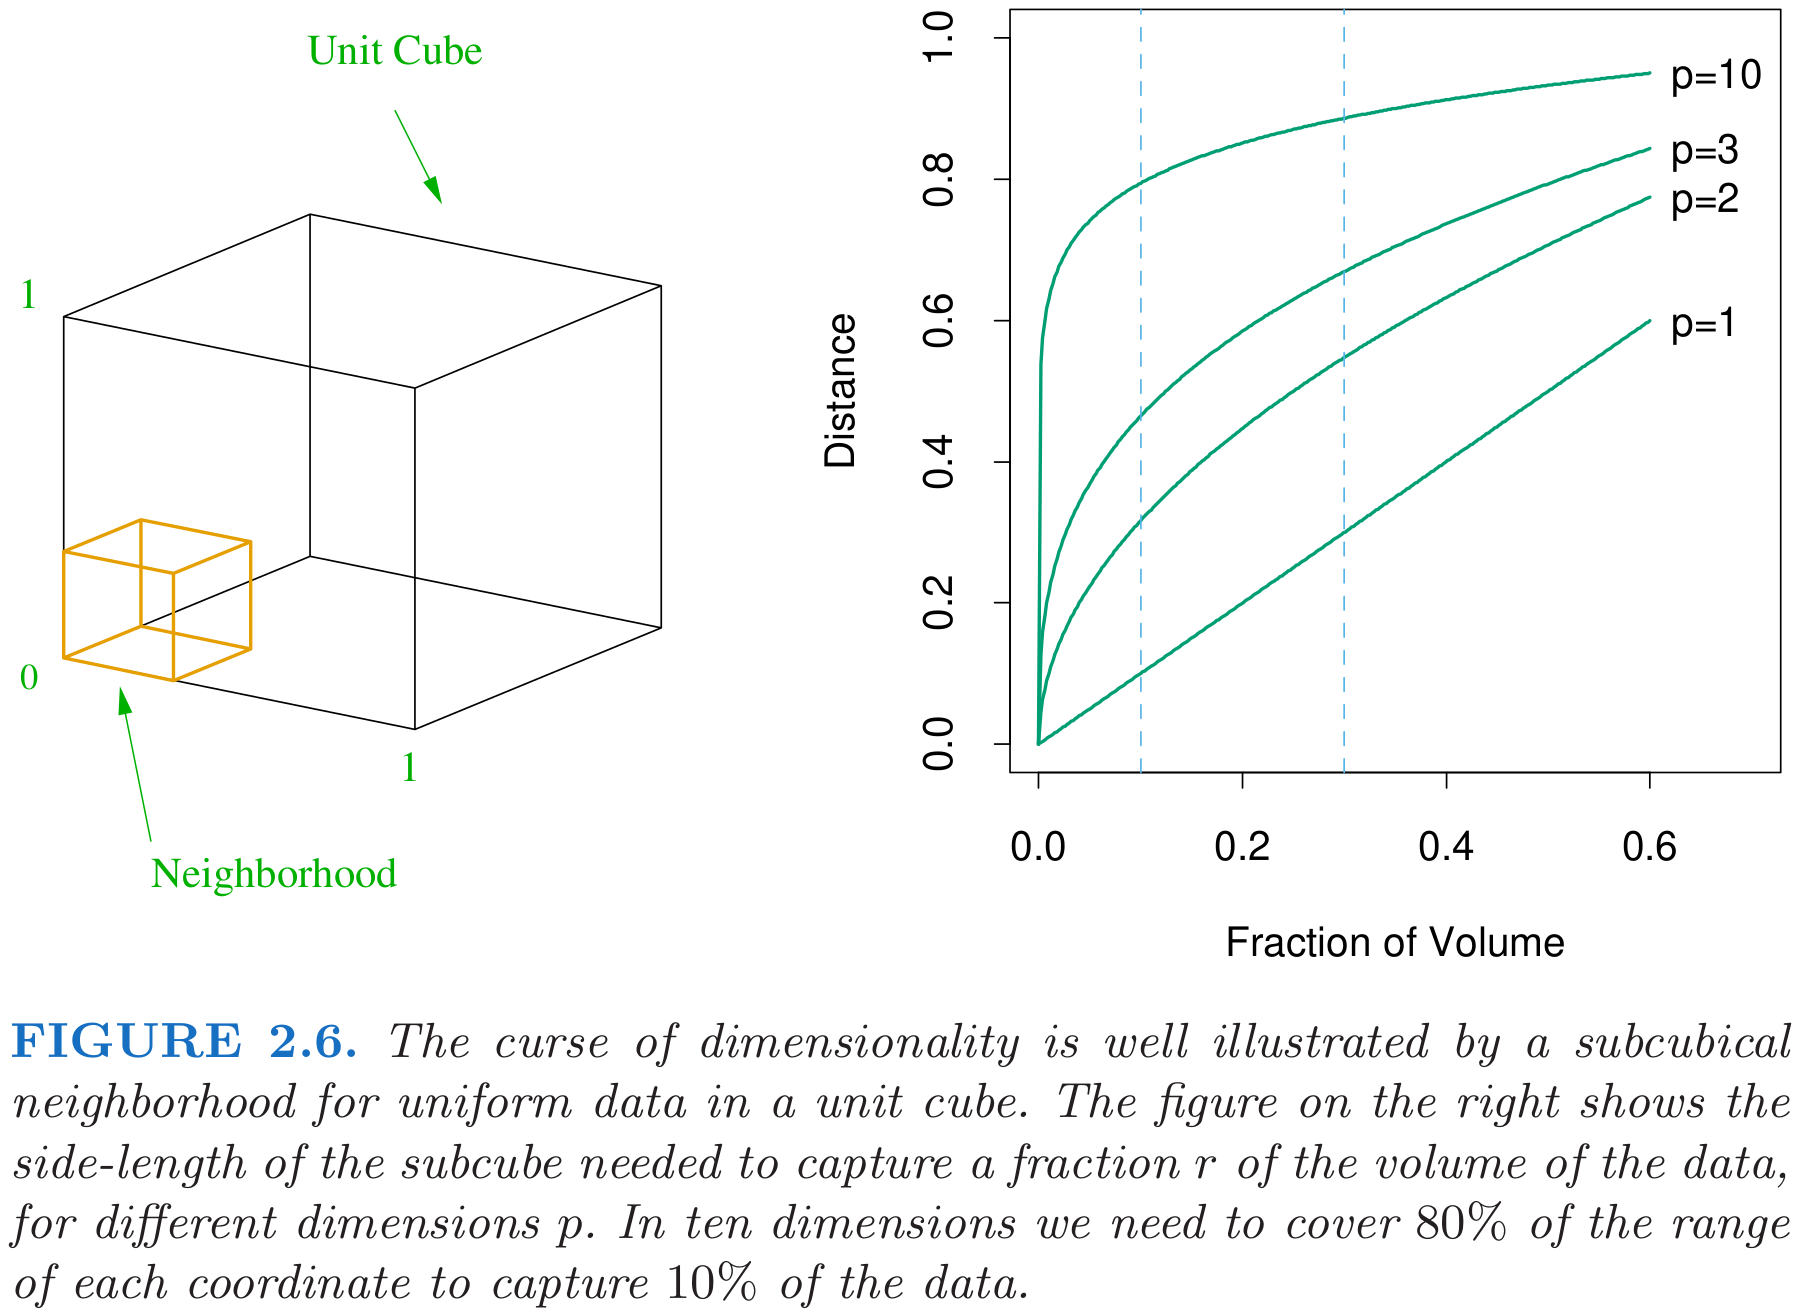 Unit Cube
1
0
1
Neighborhood
1.0
0.8
0.6
0.4
0.2
0.0
Distance
p=10
p=3
p=2
p=1
0.0 0.2 0.4 0.6
Fraction of Volume
FIGURE 2.6. The curse of dimensionality is well illustrated by a subcubical
neighborhood for uniform data in a unit cube. The figure on the right shows the
side-length of the subcube needed to capture a fraction r of the volume of the data,
for different dimensions p. In ten dimensions we need to cover 80% of the range
of each coordinate to capture 10% of the data.